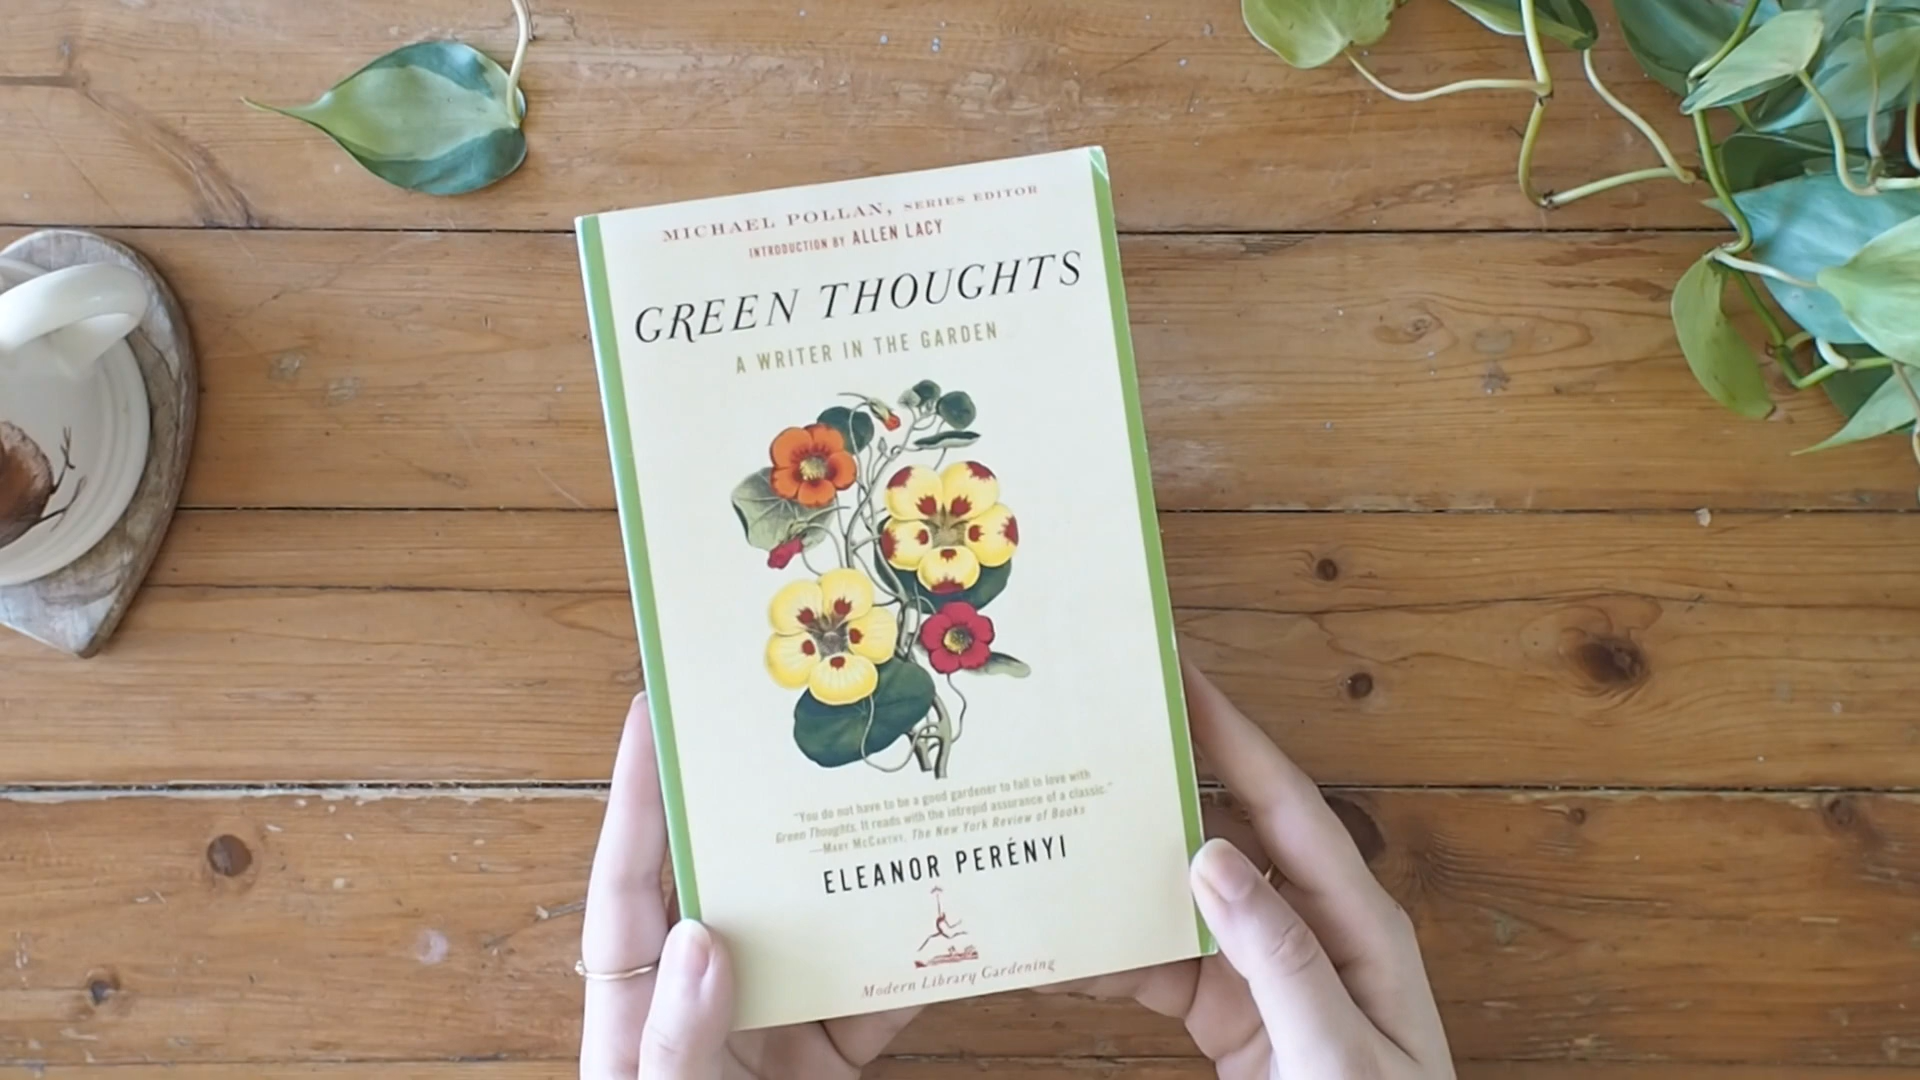 MICHAEL POLLAN, SERIES EDITOR
INTRODUCTION BY ALLEN LACY
GREEN THOUGHTS
A WRITER IN THE GARDEN
"You do not have to be a good gardener to fall in love with
Green Thoughts. It reads with the intrepid assurance of a classic."
—MARY MCCARTHY, The New York Review of Books
ELEANOR PERÉNYI
Modern Library Gardening